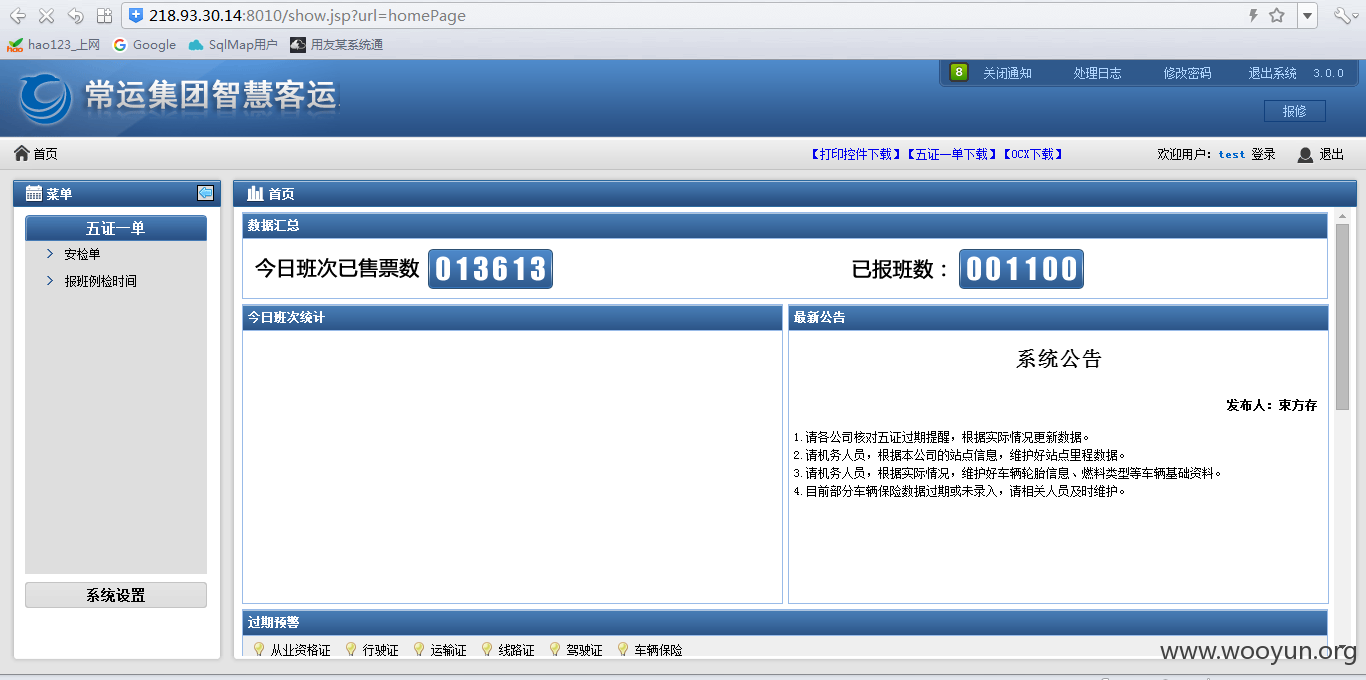 218.93.30.14:8010/show.jsp?url=homePage
hao123_上网 Google SqlMap用户 用友某系统通
常运集团智慧客运
8 关闭通知 处理日志 修改密码 退出系统 3.0.0
报修
首页 【打印控件下载】【五证一单下载】【OCX下载】 欢迎用户：test 登录 退出
菜单
五证一单
安检单
报班例检时间
系统设置
首页
数据汇总
今日班次已售票数 013613 已报班数： 001100
今日班次统计
最新公告
系统公告
发布人：束方存
1.请各公司核对五证过期提醒，根据实际情况更新数据。
2.请机务人员，根据本公司的站点信息，维护好站点里程数据。
3.请机务人员，根据实际情况，维护好车辆轮胎信息、燃料类型等车辆基础资料。
4.目前部分车辆保险数据过期或未录入，请相关人员及时维护。
过期预警
从业资格证 行驶证 运输证 线路证 驾驶证 车辆保险
www.wooyun.org